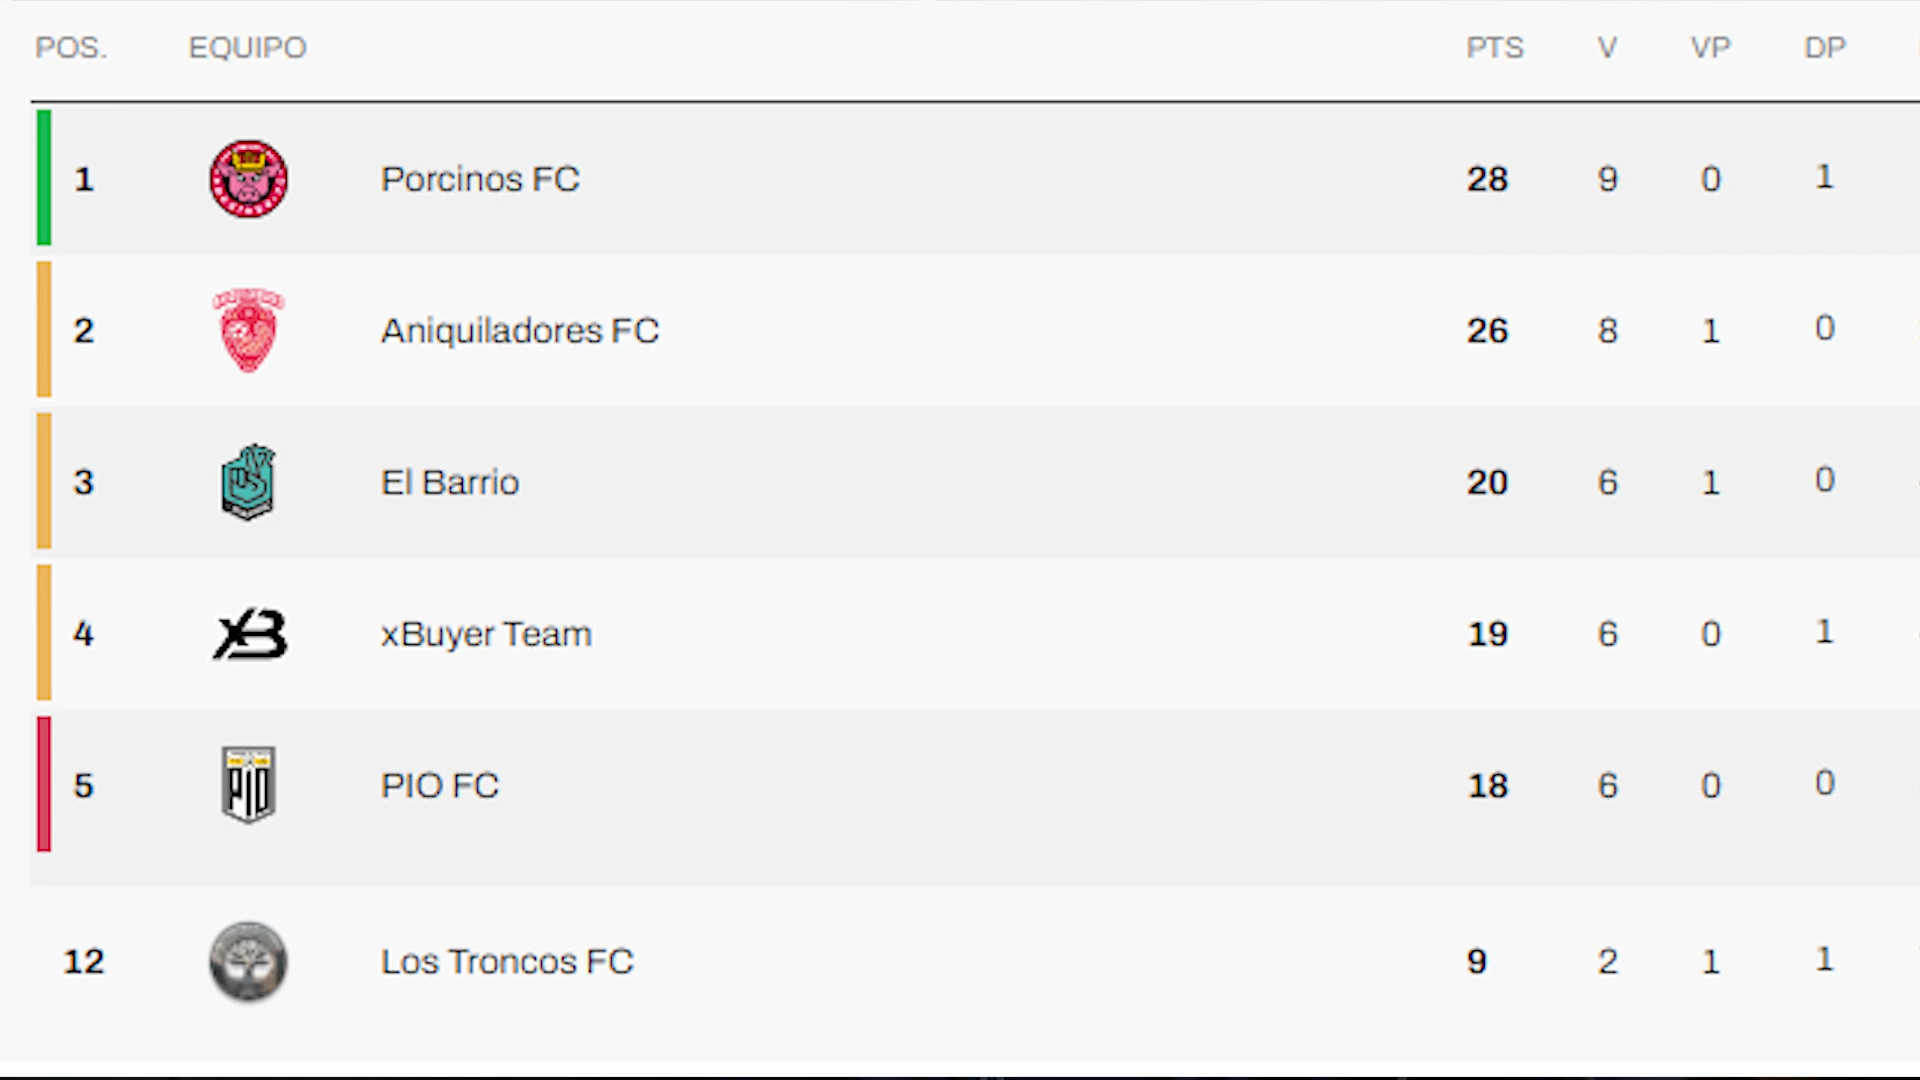 POS. EQUIPO PTS V VP DP
1 Porcinos FC 28 9 0 1
2 Aniquiladores FC 26 8 1 0
3 El Barrio 20 6 1 0
4 xB xBuyer Team 19 6 0 1
5 PIO PIO FC 18 6 0 0
12 Los Troncos FC 9 2 1 1